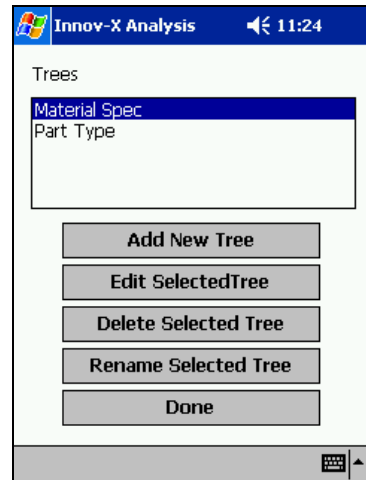 Innov-X Analysis 11:24
Trees
Material Spec
Part Type
Add New Tree
Edit SelectedTree
Delete Selected Tree
Rename Selected Tree
Done